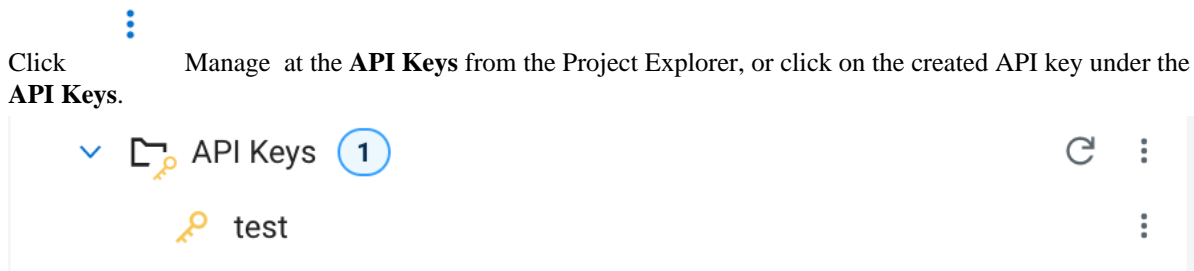 Click Manage at the API Keys from the Project Explorer, or click on the created API key under the
API Keys.
API Keys 1
test